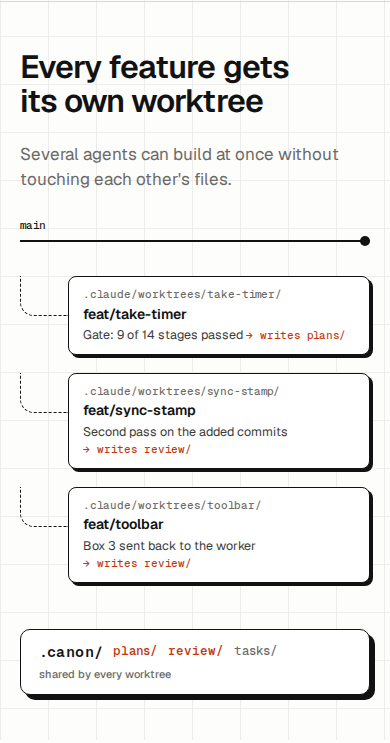 Every feature gets
its own worktree
Several agents can build at once without
touching each other's files.
main
.claude/worktrees/take-timer/
feat/take-timer
Gate: 9 of 14 stages passed → writes plans/
.claude/worktrees/sync-stamp/
feat/sync-stamp
Second pass on the added commits
→ writes review/
.claude/worktrees/toolbar/
feat/toolbar
Box 3 sent back to the worker
→ writes review/
.canon/ plans/ review/ tasks/
shared by every worktree